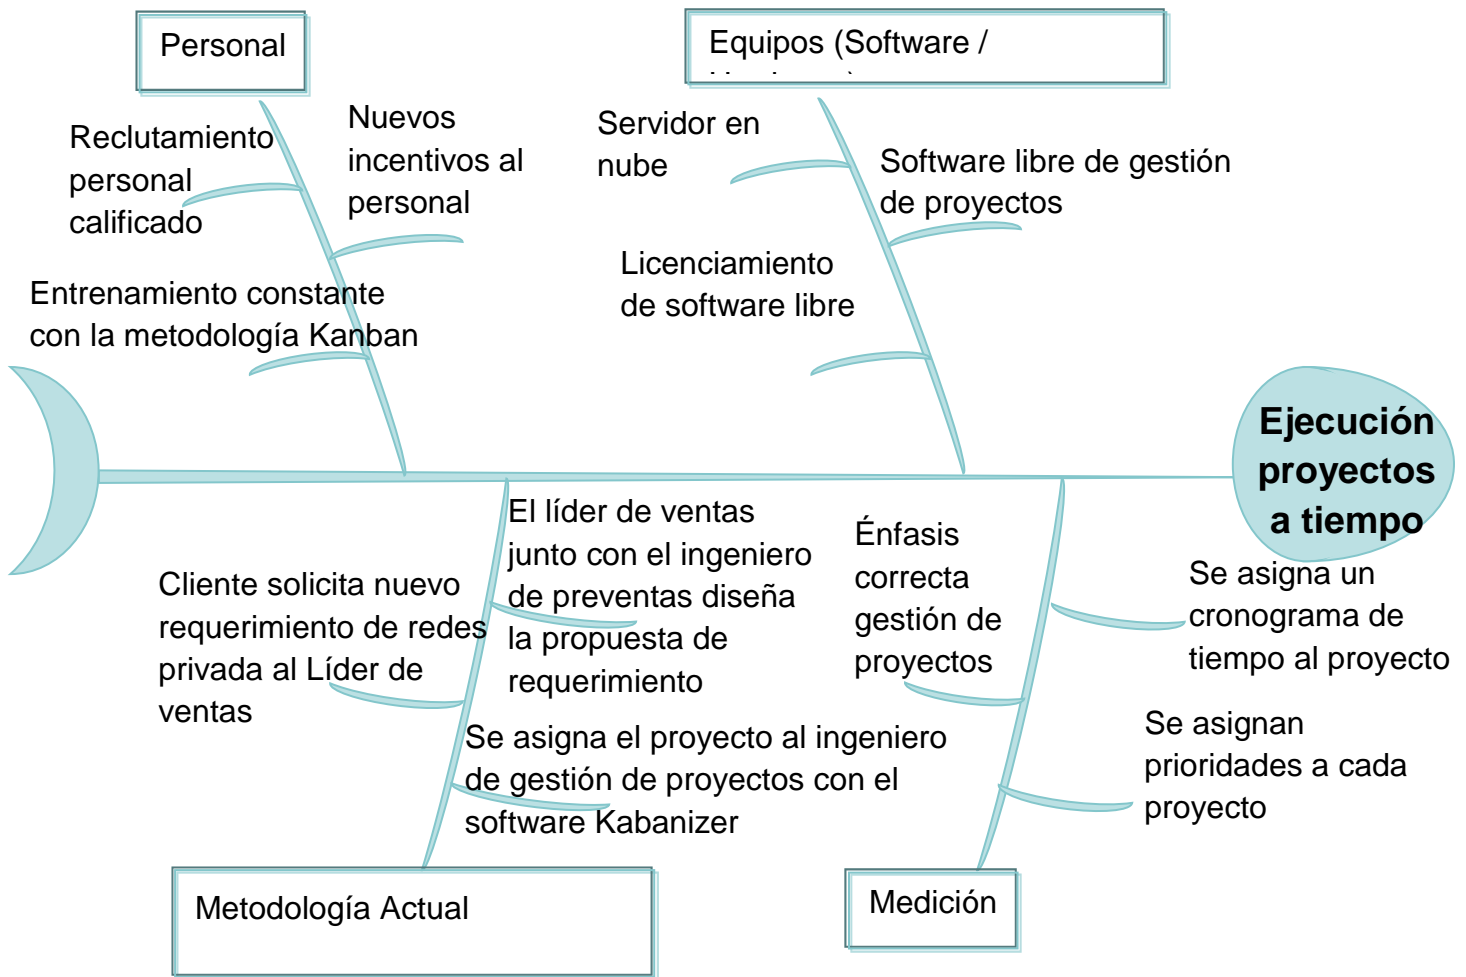 Personal
Equipos (Software /
Reclutamiento
personal
calificado
Nuevos
incentivos al
personal
Entrenamiento constante
con la metodología Kanban
Servidor en
nube
Software libre de gestión
de proyectos
Licenciamiento
de software libre
Ejecución
proyectos
a tiempo
Cliente solicita nuevo
requerimiento de redes
privada al Líder de
ventas
El líder de ventas
junto con el ingeniero
de preventas diseña
la propuesta de
requerimiento
Se asigna el proyecto al ingeniero
de gestión de proyectos con el
software Kabanizer
Énfasis
correcta
gestión de
proyectos
Se asigna un
cronograma de
tiempo al proyecto
Se asignan
prioridades a cada
proyecto
Metodología Actual
Medición